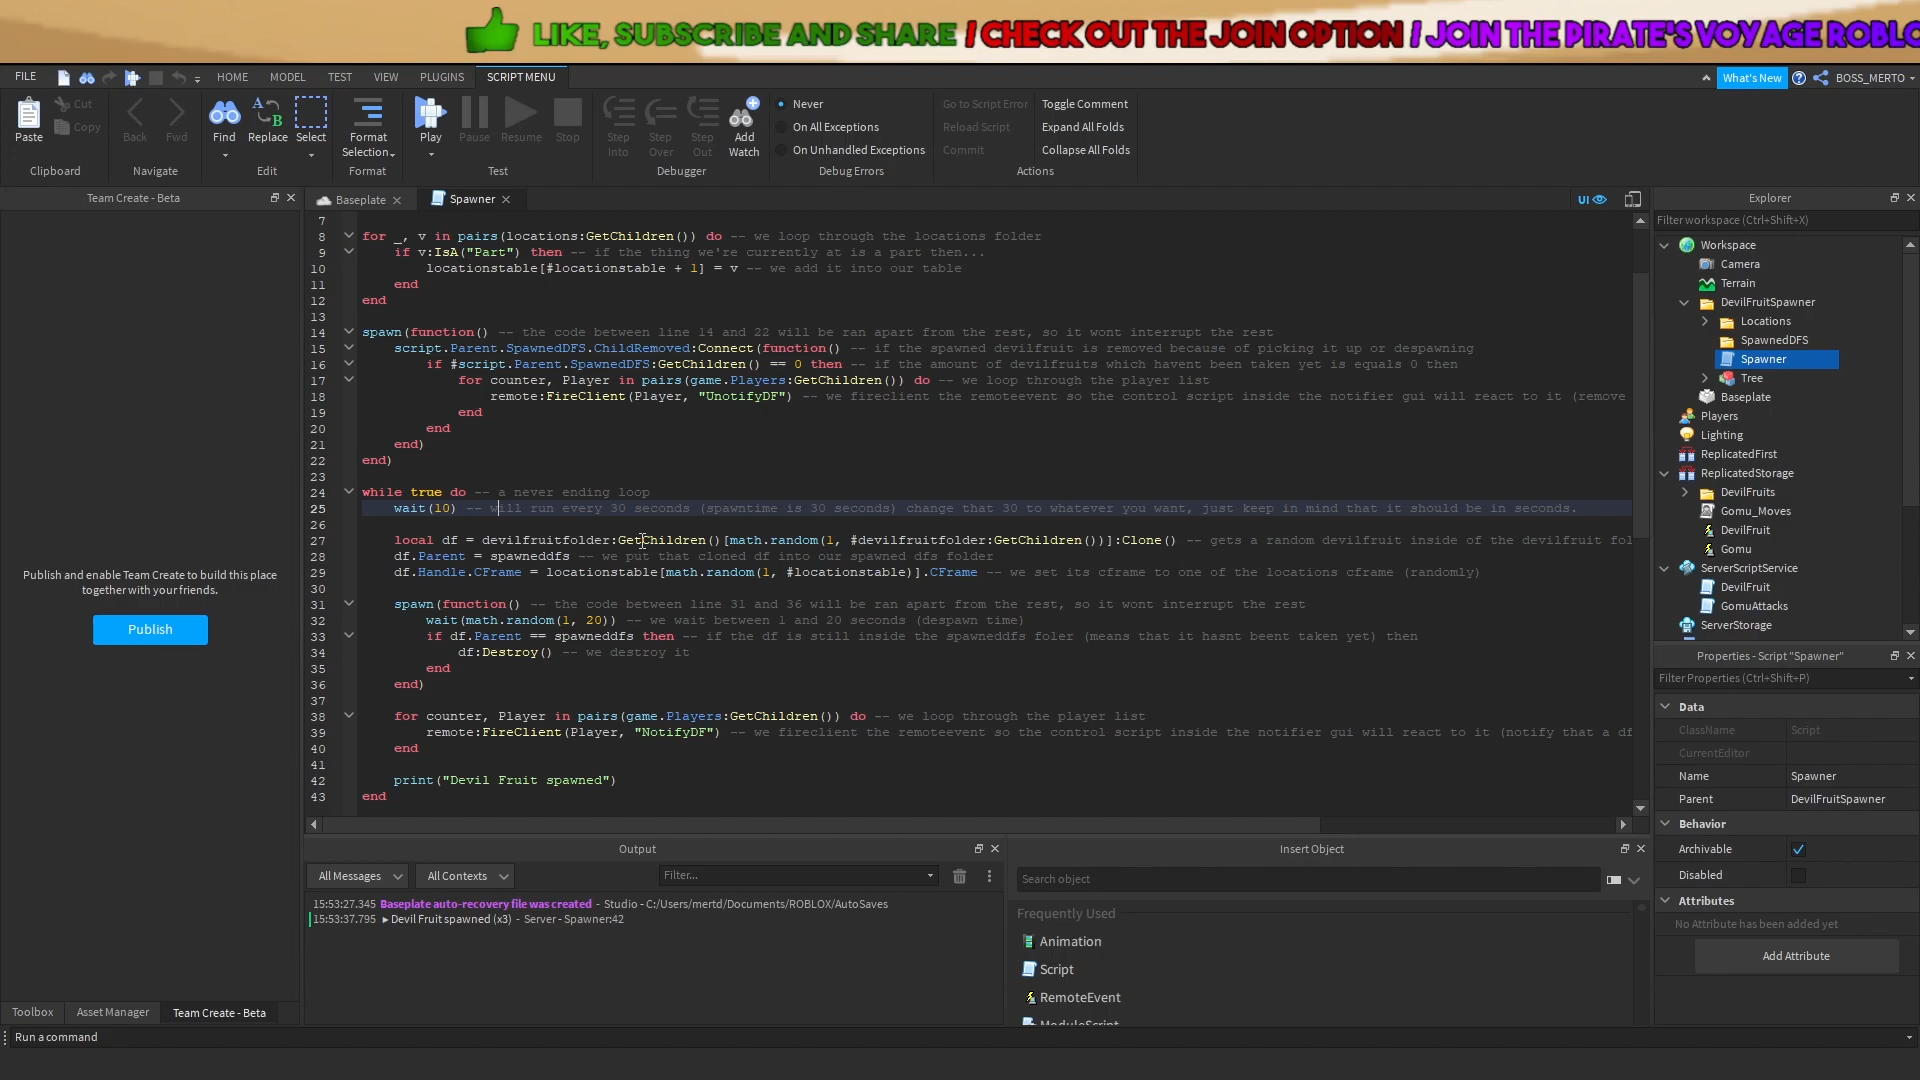 LIKE, SUBSCRIBE AND SHARE / CHECK OUT THE JOIN OPTION / JOIN THE PIRATE'S VOYAGE ROBLO
FILE HOME MODEL TEST VIEW PLUGINS SCRIPT MENU What's New BOSS_MERTO
Paste Cut Copy Back Fwd Find Replace Select Format Selection Play Pause Resume Stop Step Into Step Over Step Out Add Watch
Never Go to Script Error Toggle Comment
On All Exceptions Reload Script Expand All Folds
On Unhandled Exceptions Commit Collapse All Folds
Clipboard Navigate Edit Format Test Debugger Debug Errors Actions
Team Create - Beta
Baseplate Spawner UI
7
8 for _, v in pairs(locations:GetChildren()) do -- we loop through the locations folder
9 if v:IsA("Part") then -- if the thing we're currently at is a part then...
10 locationstable[#locationstable + 1] = v -- we add it into our table
11 end
12 end
13
14 spawn(function() -- the code between line 14 and 22 will be ran apart from the rest, so it wont interrupt the rest
15 script.Parent.SpawnedDFS.ChildRemoved:Connect(function() -- if the spawned devilfruit is removed because of picking it up or despawning
16 if #script.Parent.SpawnedDFS:GetChildren() == 0 then -- if the amount of devilfruits which havent been taken yet is equals 0 then
17 for counter, Player in pairs(game.Players:GetChildren()) do -- we loop through the player list
18 remote:FireClient(Player, "UnotifyDF") -- we fireclient the remoteevent so the control script inside the notifier gui will react to it (remove
19 end
20 end
21 end)
22 end)
23
24 while true do -- a never ending loop
25 wait(10) -- will run every 30 seconds (spawntime is 30 seconds) change that 30 to whatever you want, just keep in mind that it should be in seconds.
26
27 local df = devilfruitfolder:GetChildren()[math.random(1, #devilfruitfolder:GetChildren())]:Clone() -- gets a random devilfruit inside of the devilfruit fol
28 df.Parent = spawneddfs -- we put that cloned df into our spawned dfs folder
29 df.Handle.CFrame = locationstable[math.random(1, #locationstable)].CFrame -- we set its cframe to one of the locations cframe (randomly)
30
31 spawn(function() -- the code between line 31 and 36 will be ran apart from the rest, so it wont interrupt the rest
32 wait(math.random(1, 20)) -- we wait between 1 and 20 seconds (despawn time)
33 if df.Parent == spawneddfs then -- if the df is still inside the spawneddfs foler (means that it hasnt beent taken yet) then
34 df:Destroy() -- we destroy it
35 end
36 end)
37
38 for counter, Player in pairs(game.Players:GetChildren()) do -- we loop through the player list
39 remote:FireClient(Player, "NotifyDF") -- we fireclient the remoteevent so the control script inside the notifier gui will react to it (notify that a df
40 end
41
42 print("Devil Fruit spawned")
43 end
Publish and enable Team Create to build this place
together with your friends.
Publish
Toolbox Asset Manager Team Create - Beta
Run a command
Output
All Messages All Contexts Filter...
15:53:27.345 Baseplate auto-recovery file was created - Studio - C:/Users/mertd/Documents/ROBLOX/AutoSaves
15:53:37.795 ▸ Devil Fruit spawned (x3) - Server - Spawner:42
Insert Object
Search object
Frequently Used
Animation
Script
RemoteEvent
ModuleScript
Explorer
Filter workspace (Ctrl+Shift+X)
Workspace
Camera
Terrain
DevilFruitSpawner
Locations
SpawnedDFS
Spawner
Tree
Baseplate
Players
Lighting
ReplicatedFirst
ReplicatedStorage
DevilFruits
Gomu_Moves
DevilFruit
Gomu
ServerScriptService
DevilFruit
GomuAttacks
ServerStorage
Properties - Script "Spawner"
Filter Properties (Ctrl+Shift+P)
Data
ClassName Script
CurrentEditor
Name Spawner
Parent DevilFruitSpawner
Behavior
Archivable
Disabled
Attributes
No Attribute has been added yet
Add Attribute